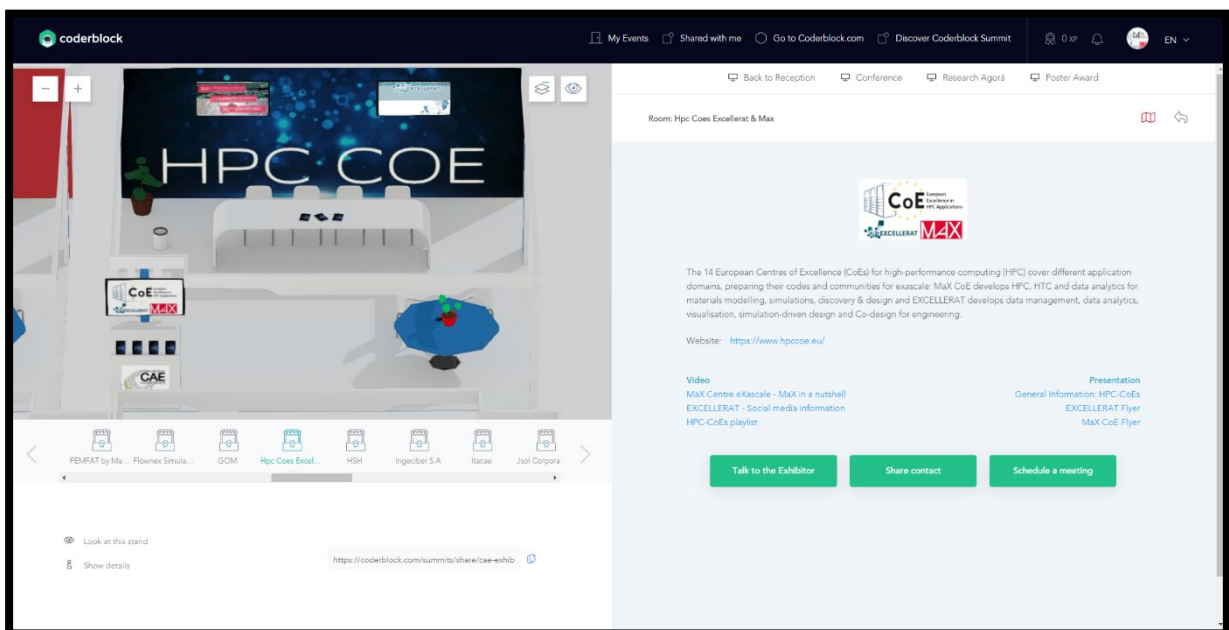 coderblock
My Events
Shared with me
Go to Coderblock.com
Discover Coderblock Summit
0 XP
EN
Back to Reception
Conference
Research Agorà
Poster Award
Room: Hpc Coes Excellerat & Max
HPC COE
CoE
MAX
CAE
CoE European Excellence in HPC Applications
EXCELLERAT MAX
The 14 European Centres of Excellence (CoEs) for high-performance computing (HPC) cover different application
domains, preparing their codes and communities for exascale: MaX CoE develops HPC, HTC and data analytics for
materials modelling, simulations, discovery & design and EXCELLERAT develops data management, data analytics,
visualisation, simulation-driven design and Co-design for engineering.
Website: https://www.hpccoe.eu/
Video
MaX Centre eXascale - MaX in a nutshell
EXCELLERAT - Social media information
HPC-CoEs playlist
Presentation
General Information: HPC-CoEs
EXCELLERAT Flyer
MaX CoE Flyer
Talk to the Exhibitor
Share contact
Schedule a meeting
FEMFAT by Ma...
Flownex Simula...
GOM
Hpc Coes Excel...
HSH
Ingeciber S.A
Itacae
Jsol Corpora
Look at this stand
Show details
https://coderblock.com/summits/share/cae-exhib